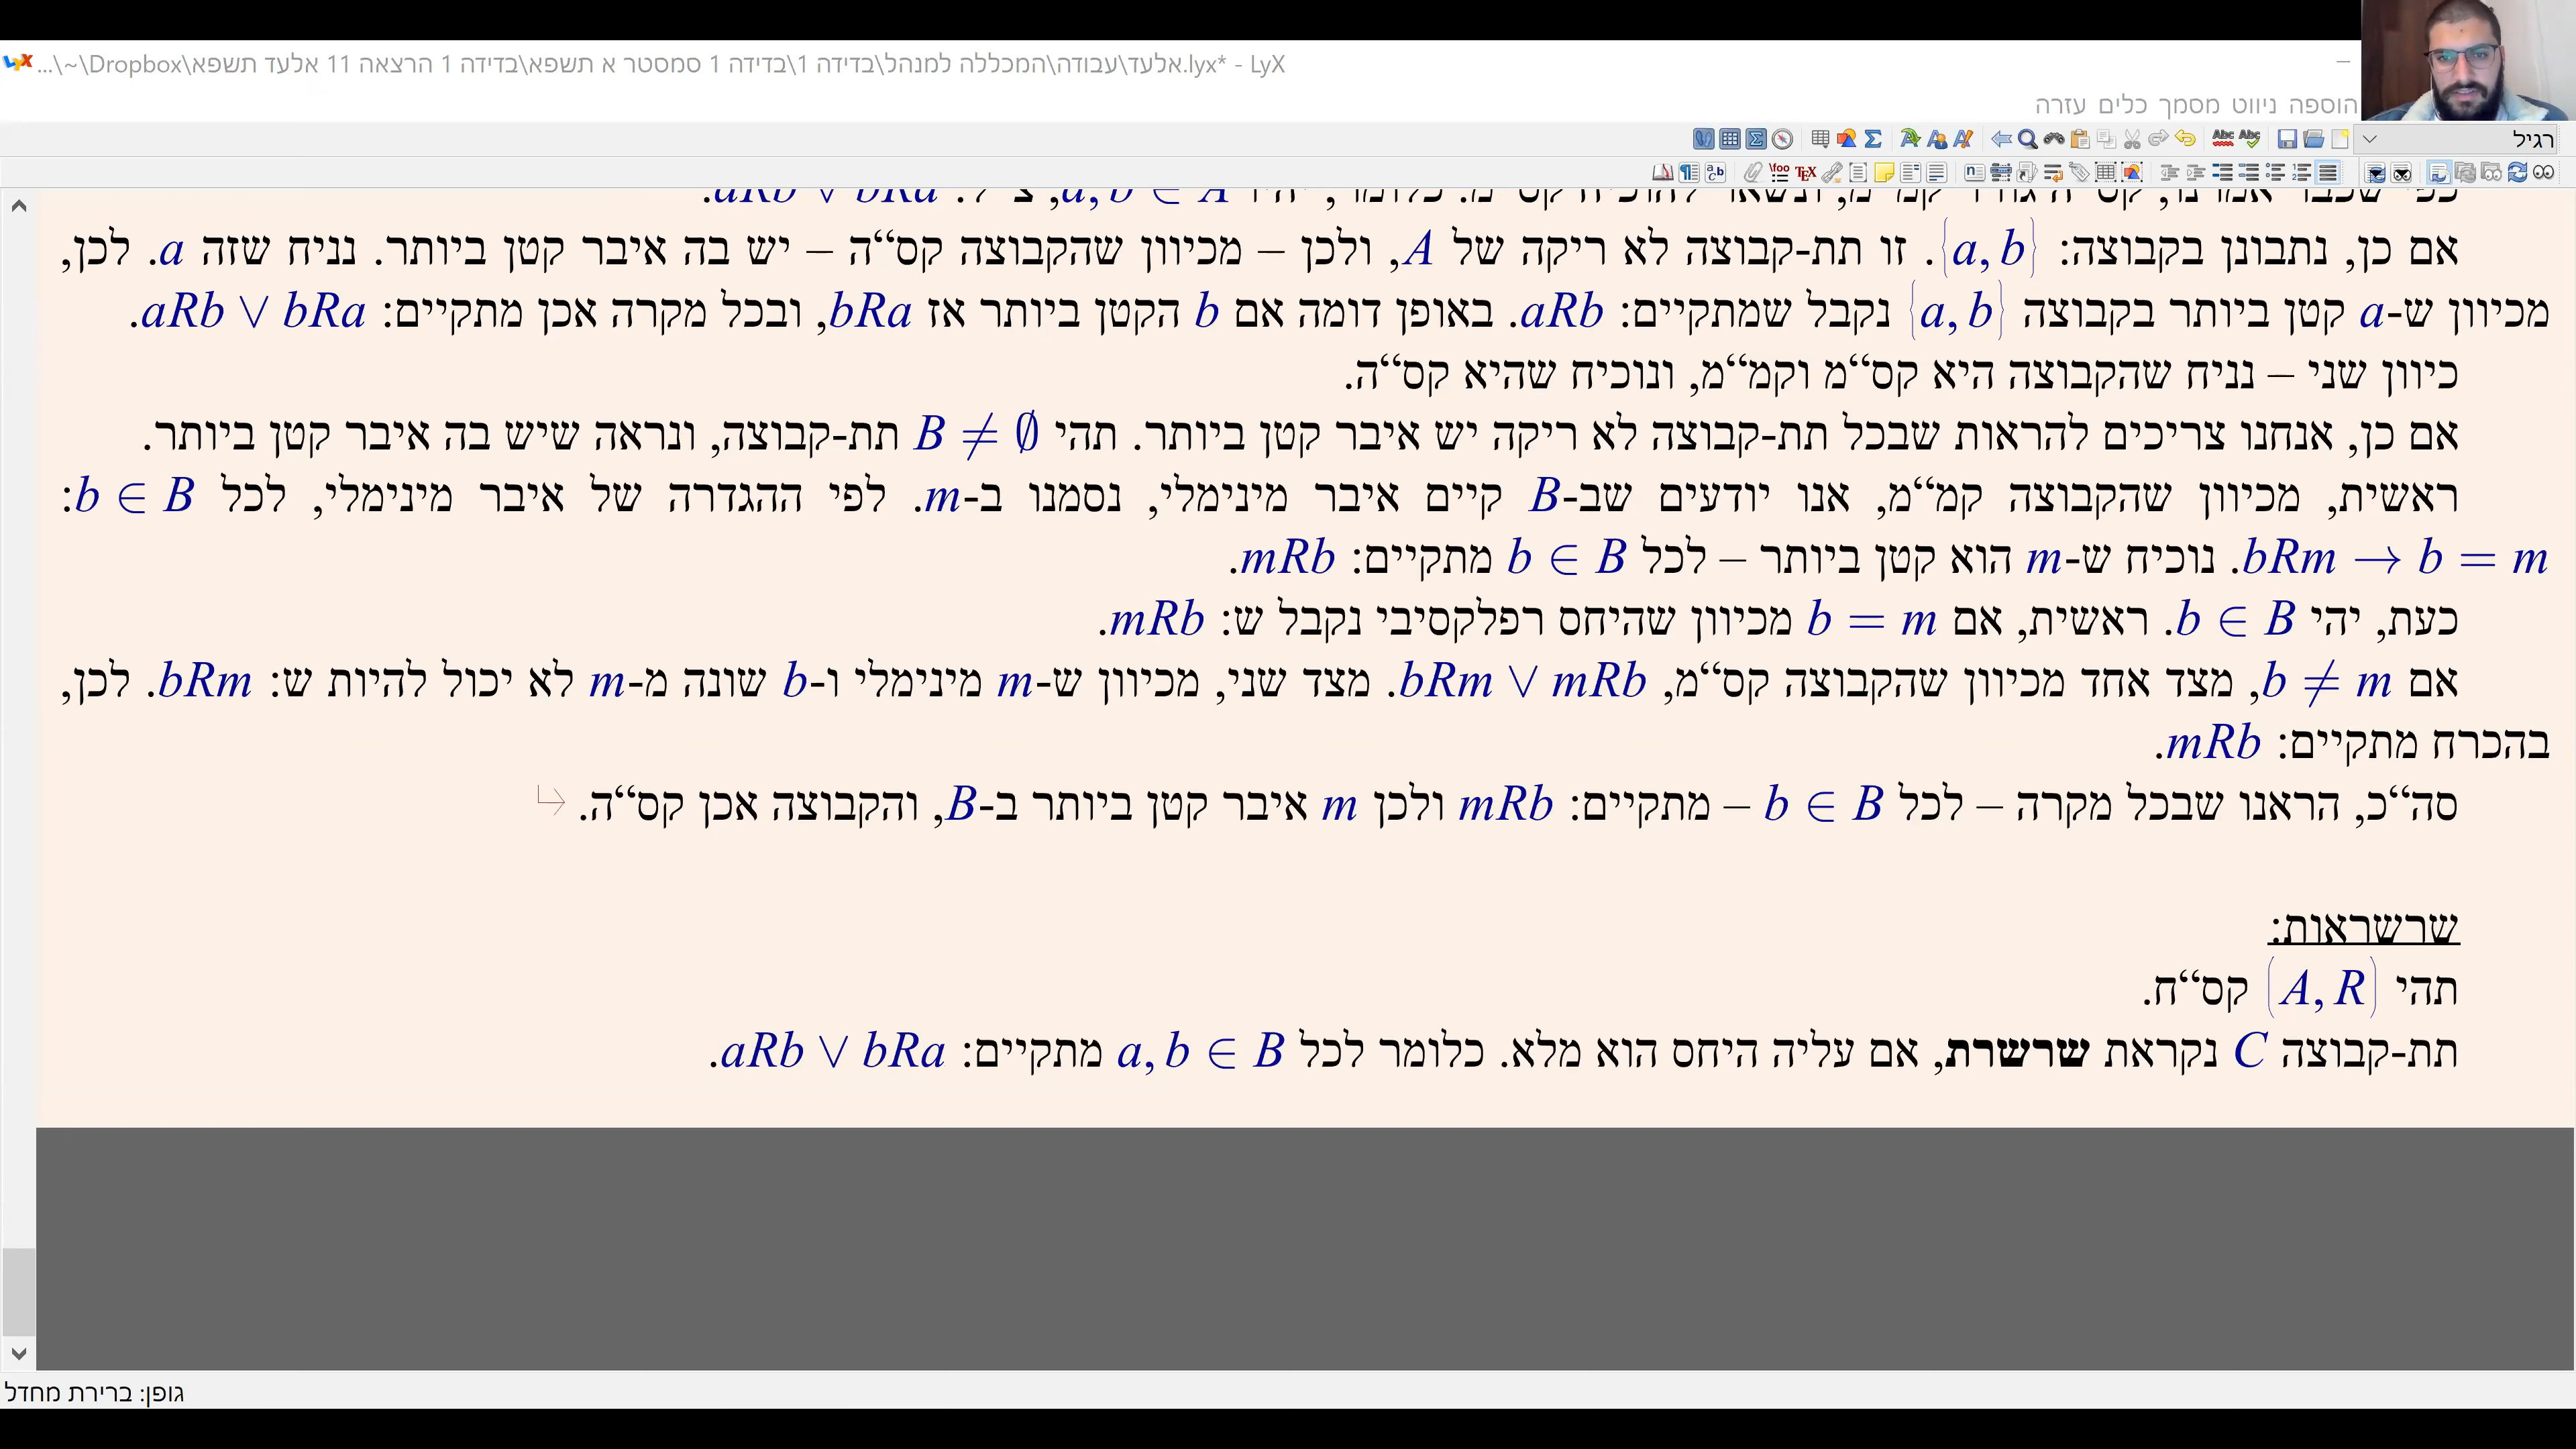 ...\~\Dropbox\אלעד\עבודה\המכללה למנהל\בדידה 1\בדידה 1 סמסטר א תשפא\בדידה 1 הרצאה 11 אלעד תשפא.lyx* - LyX
הוספה ניווט מסמך כלים עזרה
רגיל
aRb ∨ bRa.
אם כן, נתבונן בקבוצה: {a, b}. זו תת-קבוצה לא ריקה של A, ולכן – מכיוון שהקבוצה קס"ה – יש בה איבר קטן ביותר. נניח שזה a. לכן,
מכיוון ש-a קטן ביותר בקבוצה {a, b} נקבל שמתקיים: aRb. באופן דומה אם b הקטן ביותר אז bRa, ובכל מקרה אכן מתקיים: aRb ∨ bRa.
כיוון שני – נניח שהקבוצה היא קס"מ וקמ"מ, ונוכיח שהיא קס"ה.
אם כן, אנחנו צריכים להראות שבכל תת-קבוצה לא ריקה יש איבר קטן ביותר. תהי B ≠ ∅ תת-קבוצה, ונראה שיש בה איבר קטן ביותר.
ראשית, מכיוון שהקבוצה קמ"מ, אנו יודעים שב-B קיים איבר מינימלי, נסמנו ב-m. לפי ההגדרה של איבר מינימלי, לכל b ∈ B:
bRm → b = m. נוכיח ש-m הוא קטן ביותר – לכל b ∈ B מתקיים: mRb.
כעת, יהי b ∈ B. ראשית, אם b = m מכיוון שהיחס רפלקסיבי נקבל ש: mRb.
אם b ≠ m, מצד אחד מכיוון שהקבוצה קס"מ, bRm ∨ mRb. מצד שני, מכיוון ש-m מינימלי ו-b שונה מ-m לא יכול להיות ש: bRm. לכן,
בהכרח מתקיים: mRb.
סה"כ, הראנו שבכל מקרה – לכל b ∈ B – מתקיים: mRb ולכן m איבר קטן ביותר ב-B, והקבוצה אכן קס"ה.
שרשראות:
תהי (A, R) קס"ח.
תת-קבוצה C נקראת שרשרת, אם עליה היחס הוא מלא. כלומר לכל a, b ∈ B מתקיים: aRb ∨ bRa.
גופן: ברירת מחדל